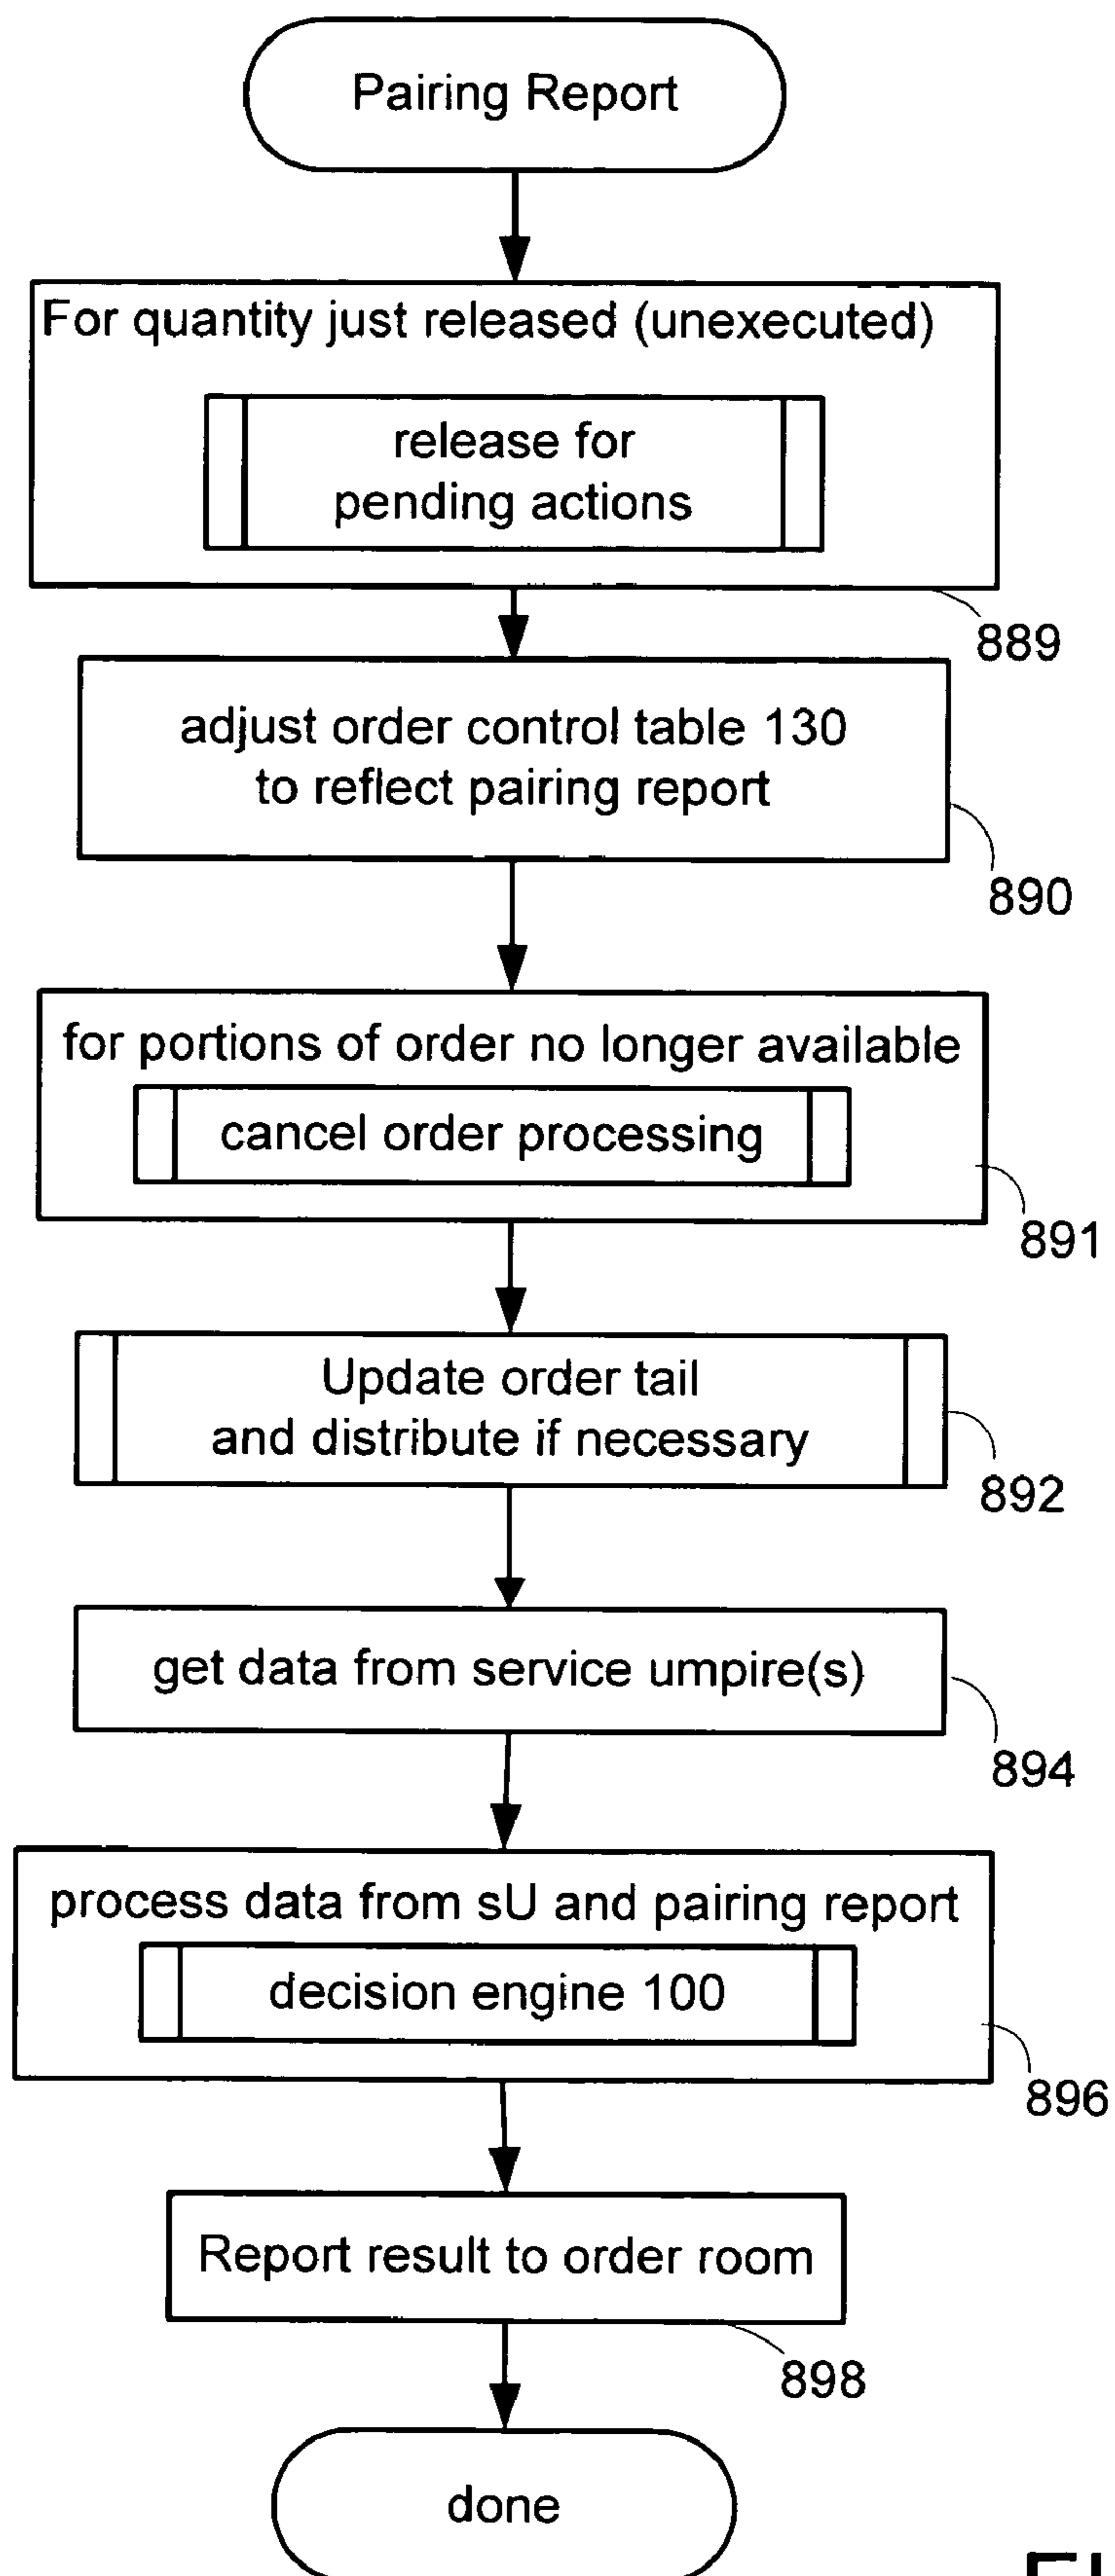 Pairing Report
For quantity just released (unexecuted)
release for
pending actions
889
adjust order control table 130
to reflect pairing report
890
for portions of order no longer available
cancel order processing
891
Update order tail
and distribute if necessary
892
get data from service umpire(s)
894
process data from sU and pairing report
decision engine 100
896
Report result to order room
898
done